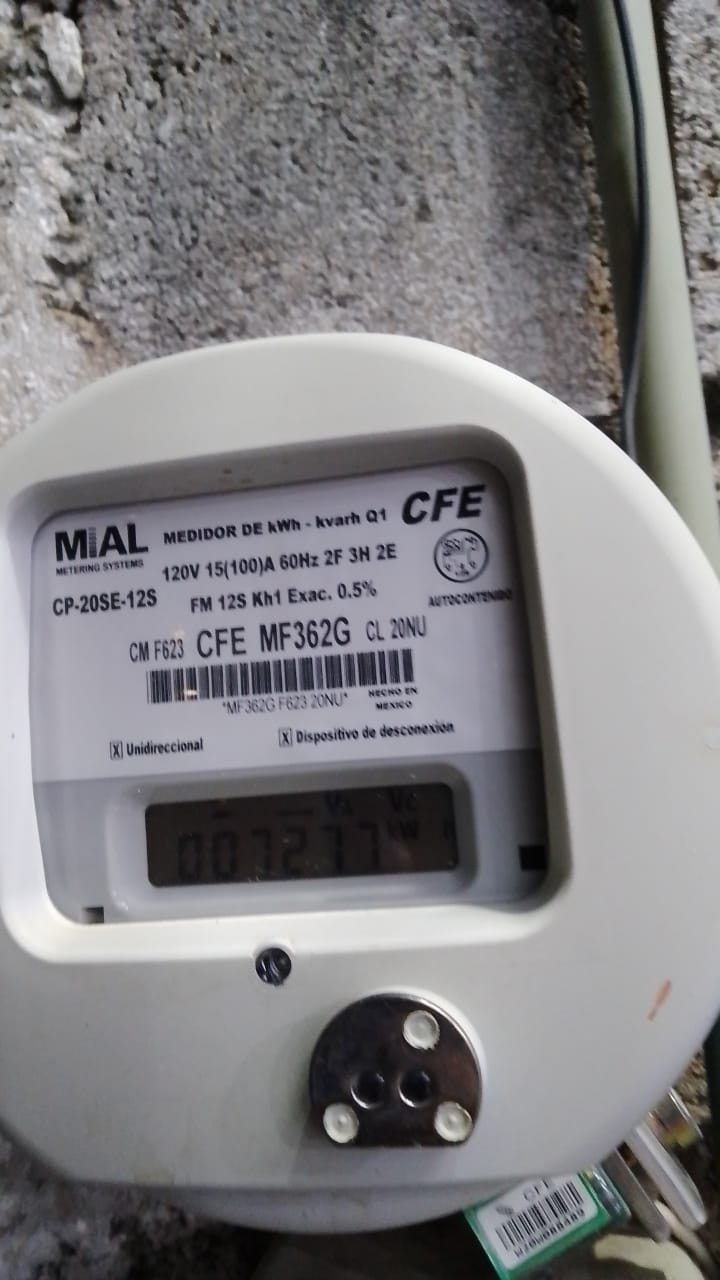 MIAL
METERING SYSTEMS
MEDIDOR DE kWh - kvarh Q1
CFE
120V 15(100)A 60Hz 2F 3H 2E
CP-20SE-12S
FM 12S Kh1 Exac. 0.5%
AUTOCONTENIDO
CM F623 CFE MF362G CL 20NU
*MF362G F623 20NU*
HECHO EN
MEXICO
X Unidireccional
X Dispositivo de desconexión
007277 kW h
CFE